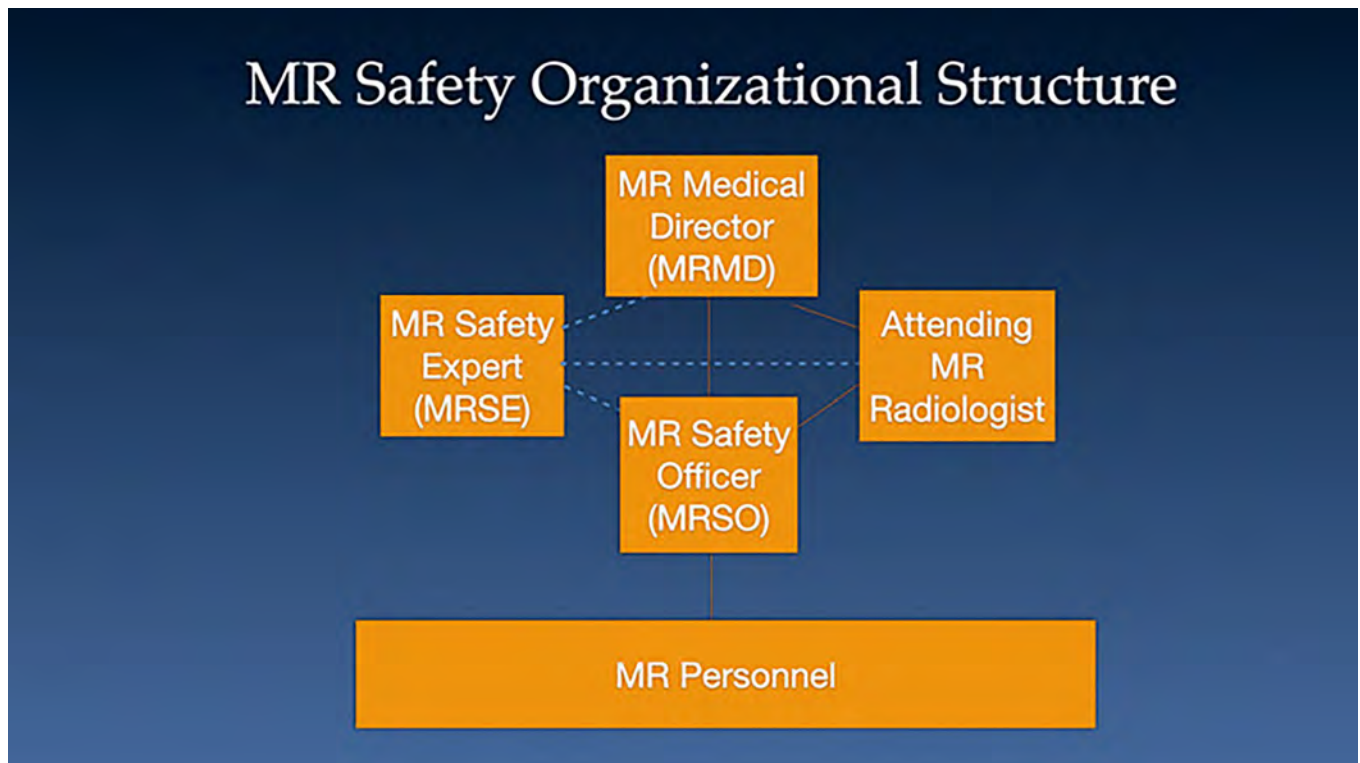 MR Safety Organizational Structure
MR Medical
Director
(MRMD)
MR Safety
Expert
(MRSE)
Attending
MR
Radiologist
MR Safety
Officer
(MRSO)
MR Personnel